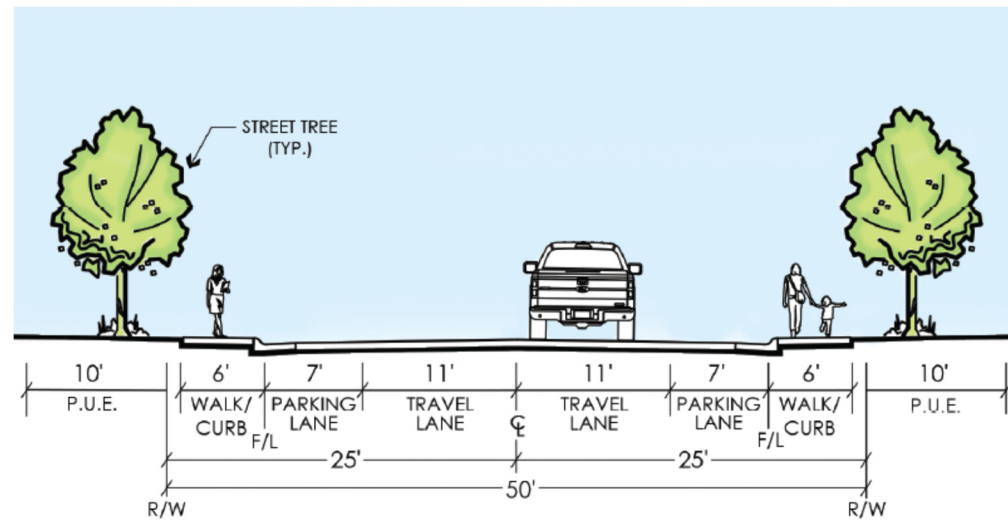 STREET TREE
(TYP.)
10' 6' 7' 11' 11' 7' 6' 10'
P.U.E. WALK/ PARKING TRAVEL ℄ TRAVEL PARKING WALK/ P.U.E.
CURB LANE LANE LANE LANE CURB
F/L F/L
25' 25'
50'
R/W R/W